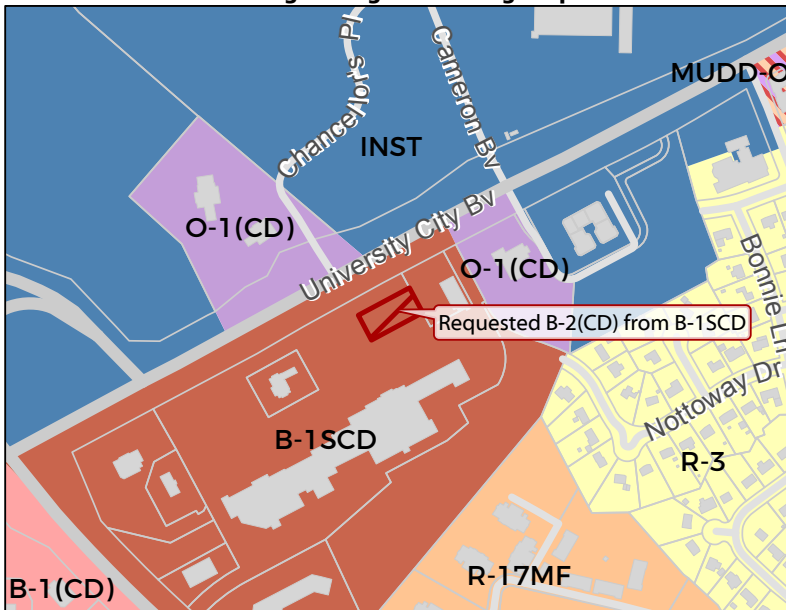 Chancellor's Pl
Cameron Bv
MUDD-O
INST
O-1(CD)
University City Bv
O-1(CD)
Bonnie Ln
Requested B-2(CD) from B-1SCD
Nottoway Dr
B-1SCD
R-3
R-17MF
B-1(CD)